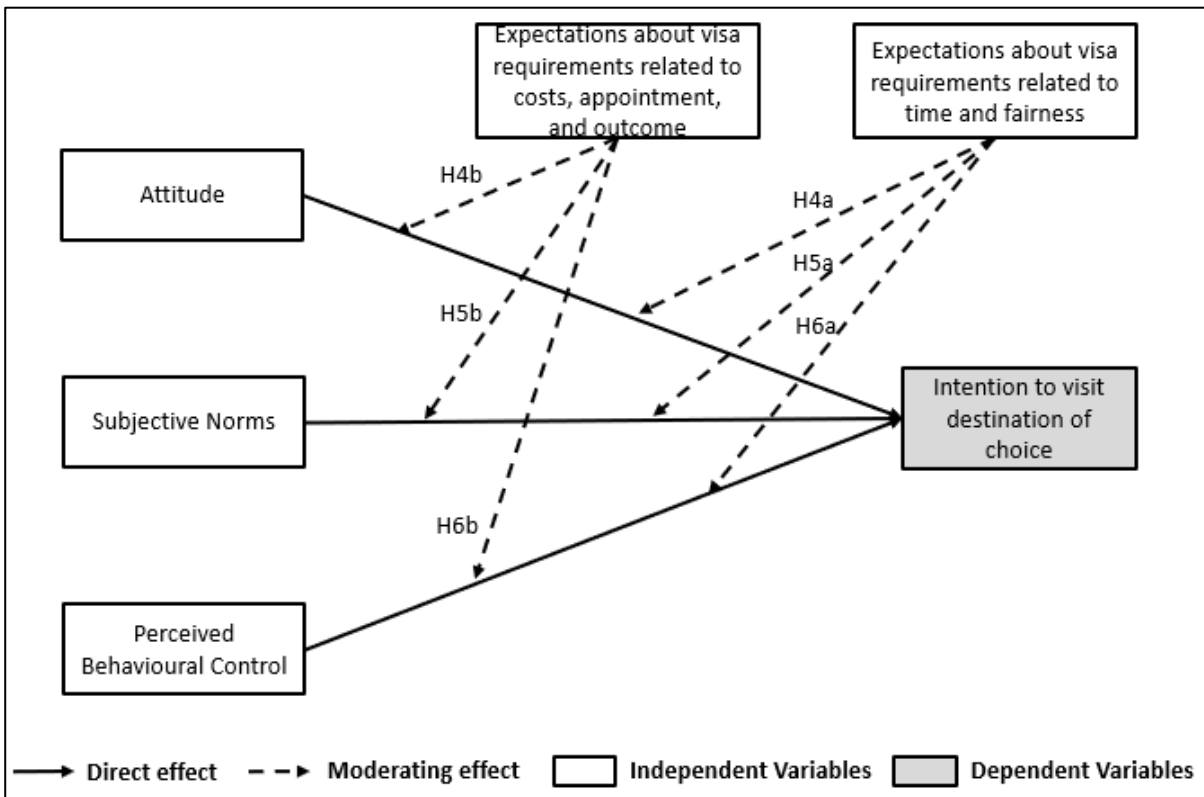 Expectations about visa
requirements related to
costs, appointment,
and outcome
Expectations about visa
requirements related to
time and fairness
Attitude
H4b
H4a
H5a
H5b
H6a
Subjective Norms
Intention to visit
destination of
choice
H6b
Perceived
Behavioural Control
Direct effect
Moderating effect
Independent Variables
Dependent Variables